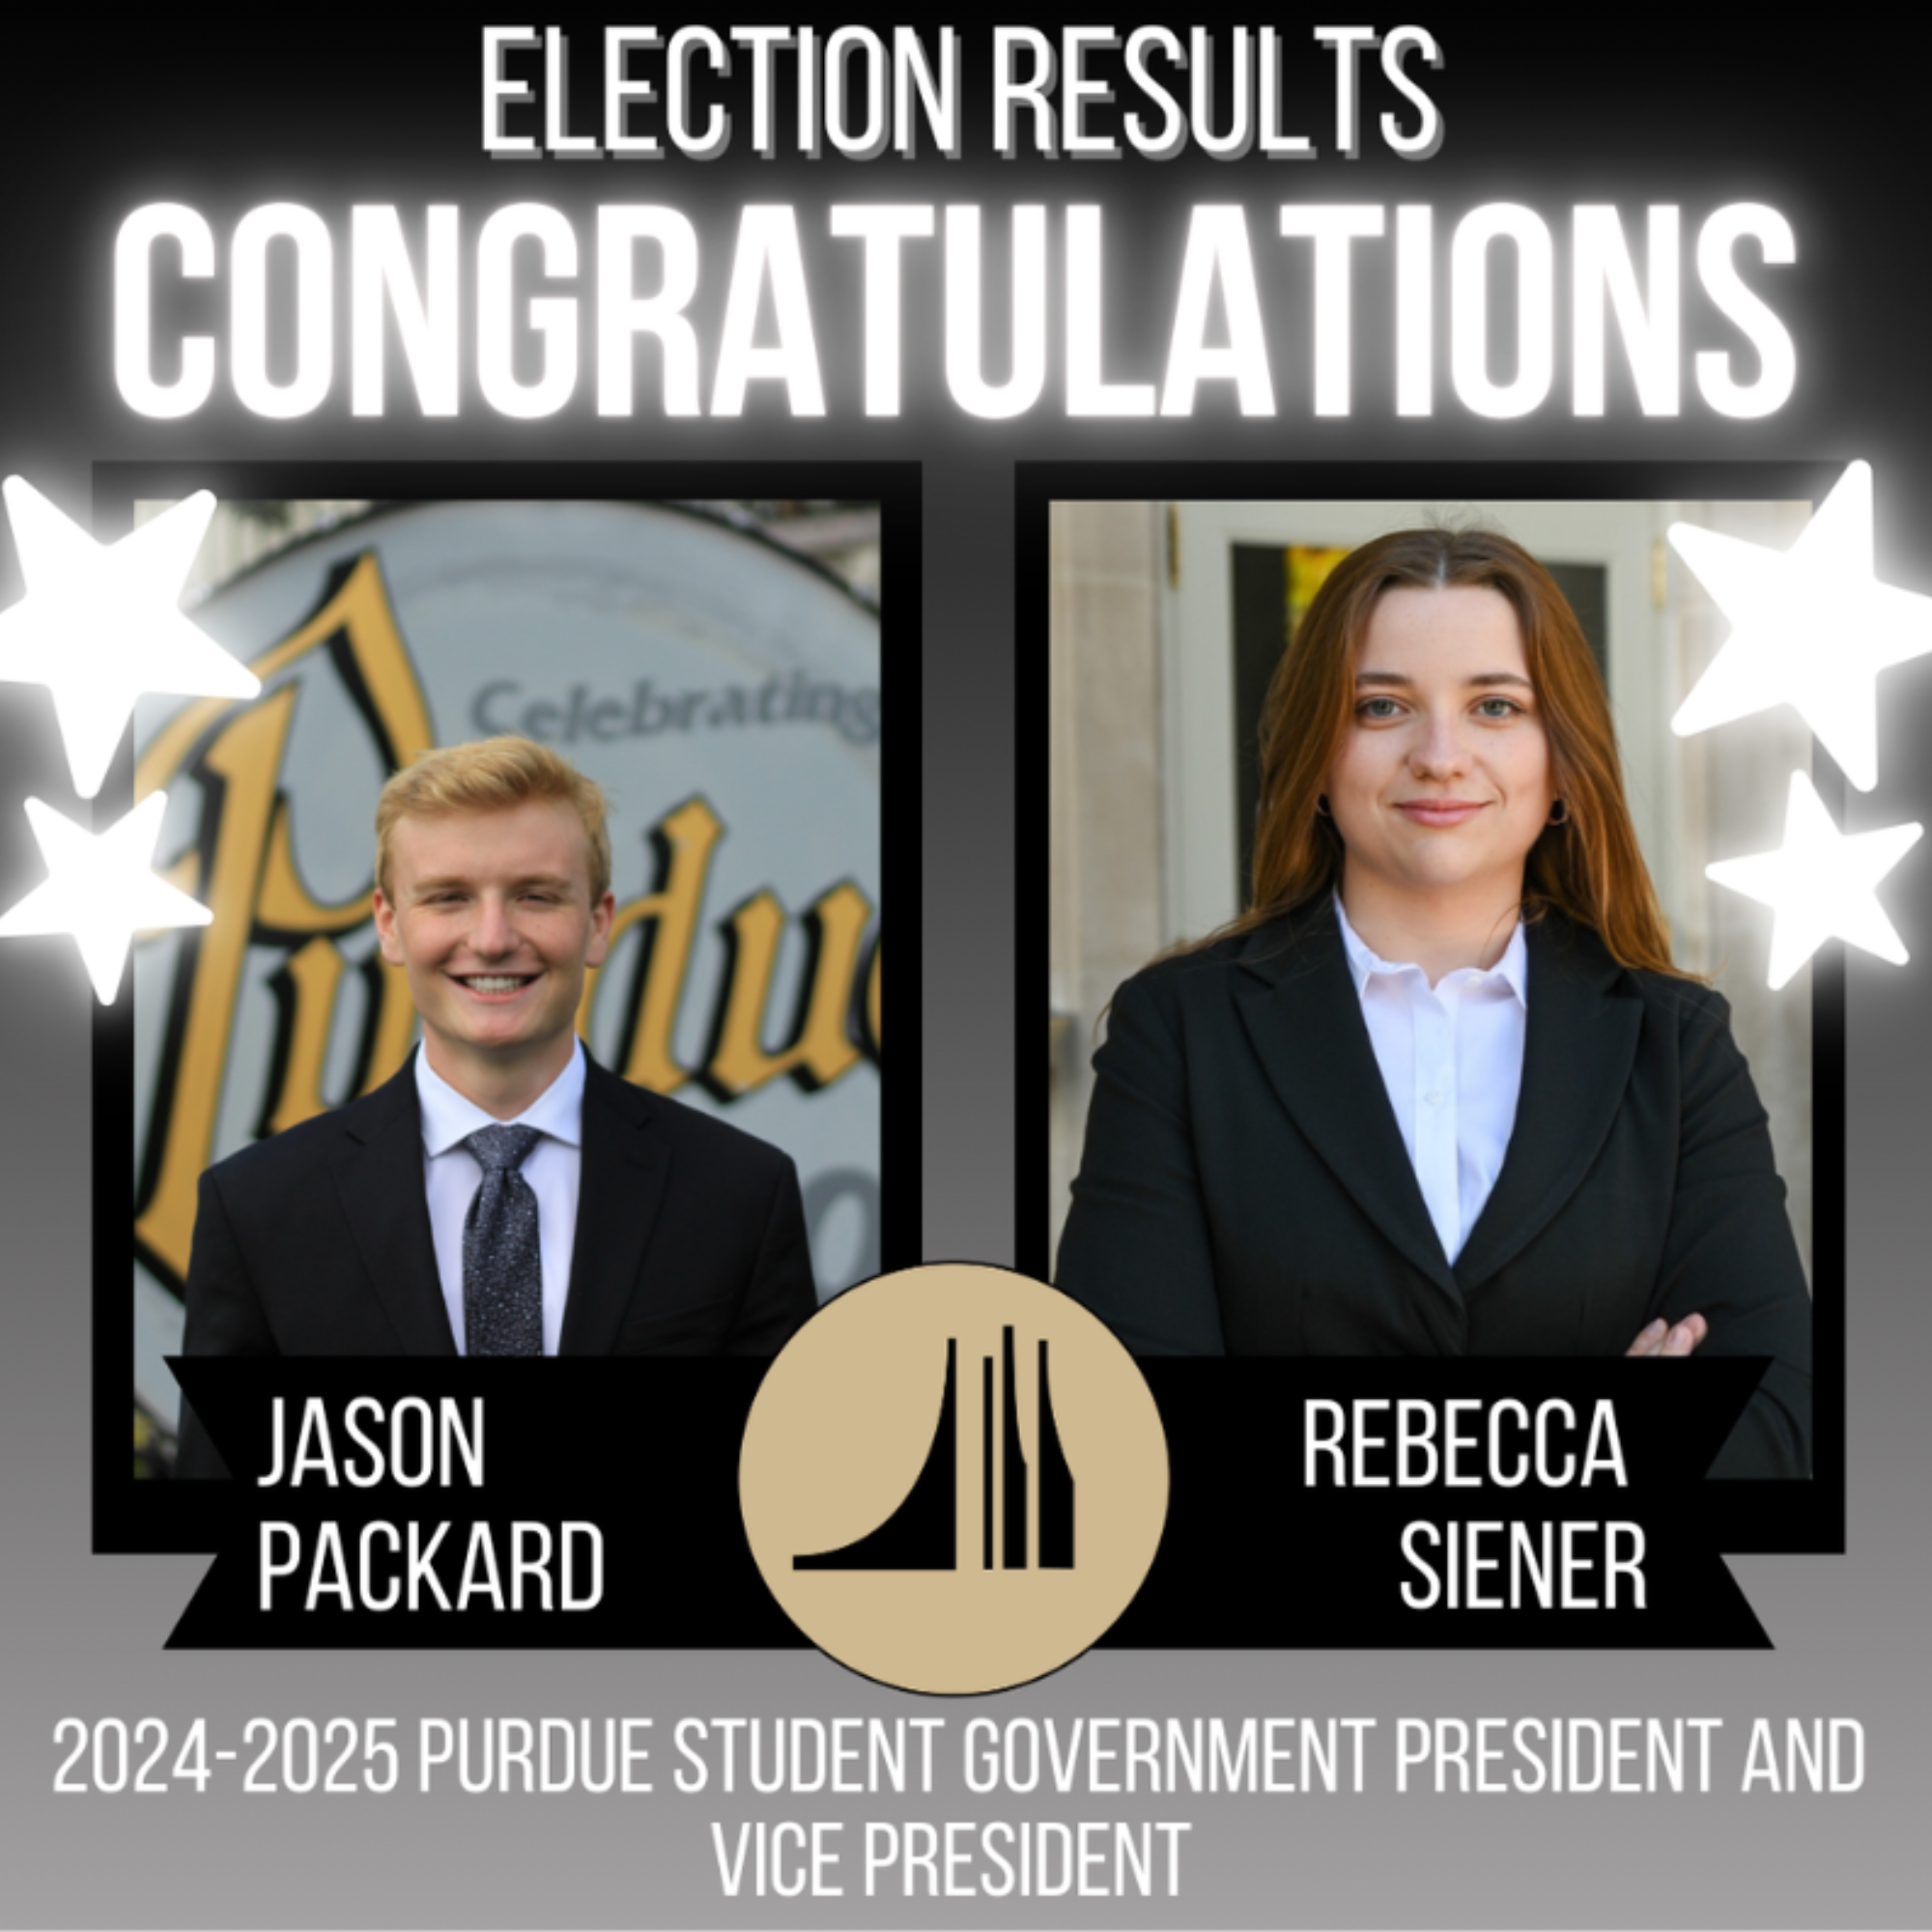 ELECTION RESULTS
CONGRATULATIONS
Celebrating
JASON
PACKARD
REBECCA
SIENER
2024-2025 PURDUE STUDENT GOVERNMENT PRESIDENT AND
VICE PRESIDENT